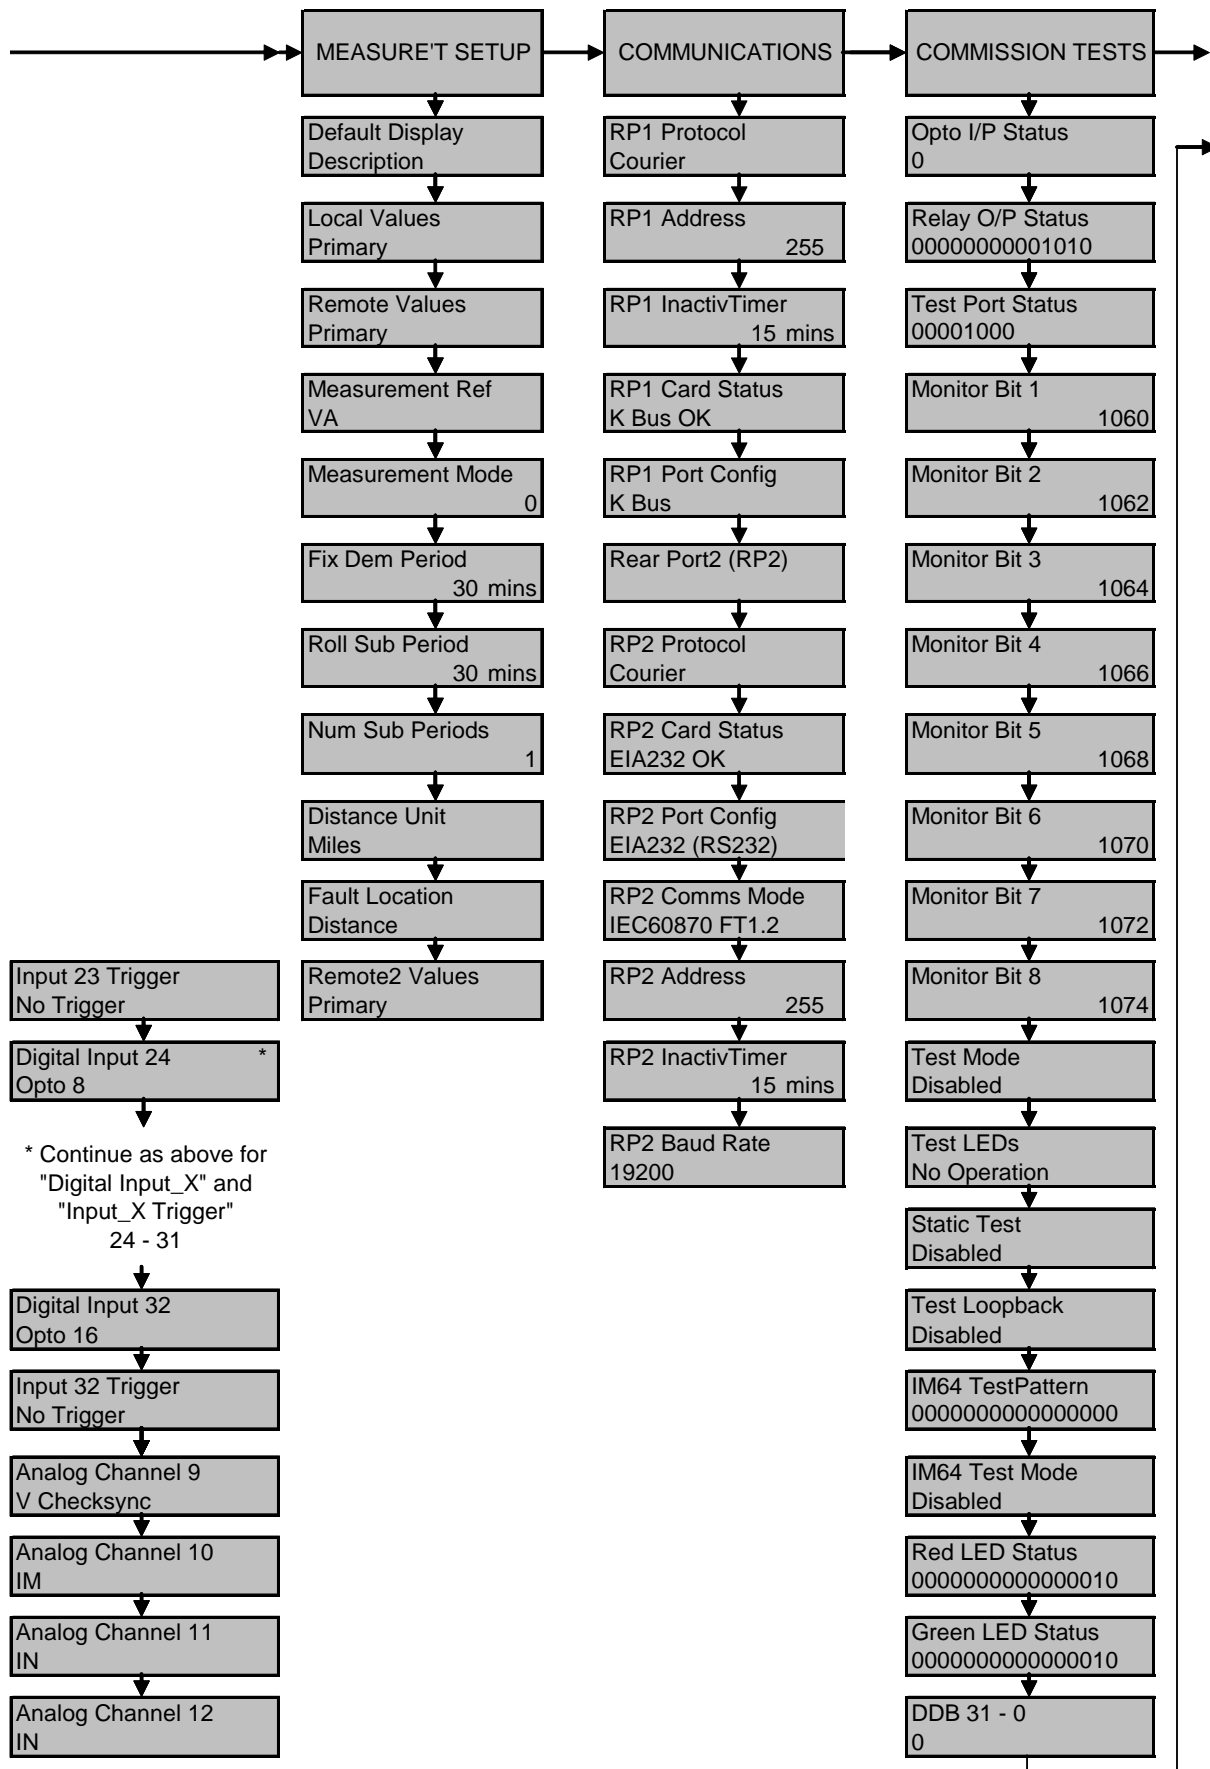 MEASURE'T SETUP
Default Display
Description
Local Values
Primary
Remote Values
Primary
Measurement Ref
VA
Measurement Mode
0
Fix Dem Period
30 mins
Roll Sub Period
30 mins
Num Sub Periods
1
Distance Unit
Miles
Fault Location
Distance
Remote2 Values
Primary
COMMUNICATIONS
RP1 Protocol
Courier
RP1 Address
255
RP1 InactivTimer
15 mins
RP1 Card Status
K Bus OK
RP1 Port Config
K Bus
Rear Port2 (RP2)
RP2 Protocol
Courier
RP2 Card Status
EIA232 OK
RP2 Port Config
EIA232 (RS232)
RP2 Comms Mode
IEC60870 FT1.2
RP2 Address
255
RP2 InactivTimer
15 mins
RP2 Baud Rate
19200
COMMISSION TESTS
Opto I/P Status
0
Relay O/P Status
00000000001010
Test Port Status
00001000
Monitor Bit 1
1060
Monitor Bit 2
1062
Monitor Bit 3
1064
Monitor Bit 4
1066
Monitor Bit 5
1068
Monitor Bit 6
1070
Monitor Bit 7
1072
Monitor Bit 8
1074
Test Mode
Disabled
Test LEDs
No Operation
Static Test
Disabled
Test Loopback
Disabled
IM64 TestPattern
0000000000000000
IM64 Test Mode
Disabled
Red LED Status
0000000000000010
Green LED Status
0000000000000010
DDB 31 - 0
0
Input 23 Trigger
No Trigger
Digital Input 24 *
Opto 8
* Continue as above for
"Digital Input_X" and
"Input_X Trigger"
24 - 31
Digital Input 32
Opto 16
Input 32 Trigger
No Trigger
Analog Channel 9
V Checksync
Analog Channel 10
IM
Analog Channel 11
IN
Analog Channel 12
IN